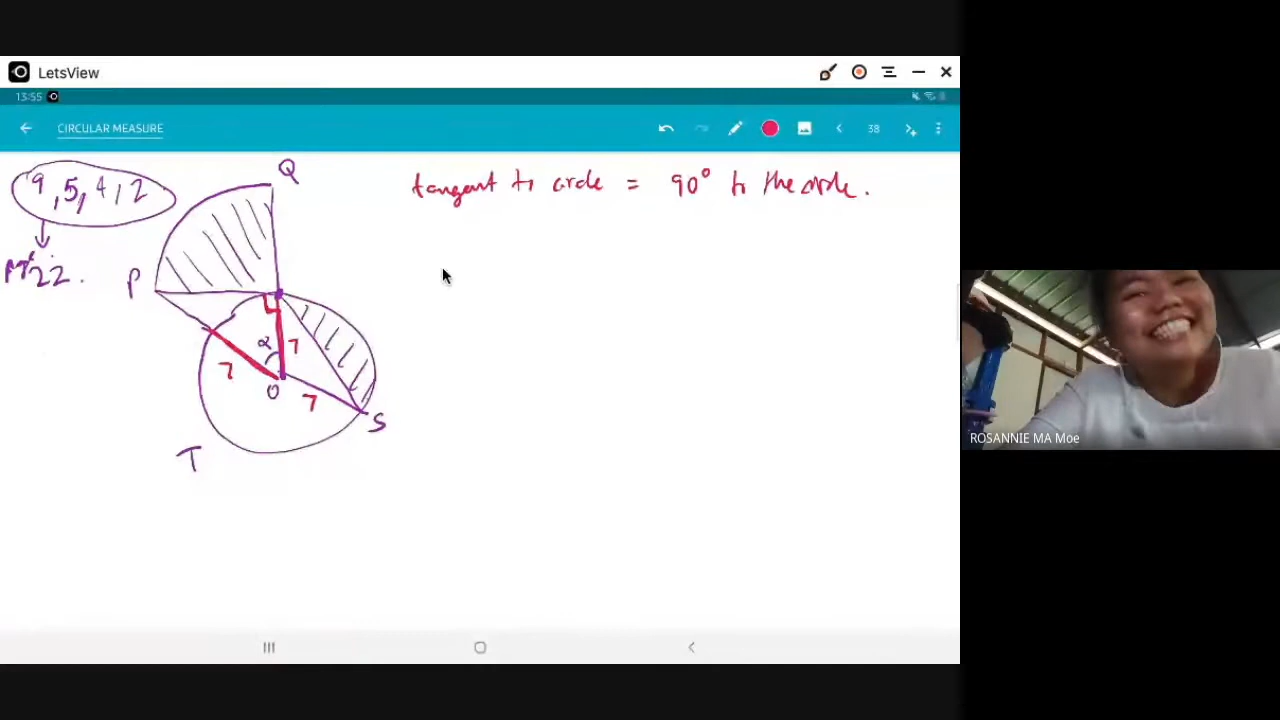 LetsView
13:55
CIRCULAR MEASURE
38
9, 5, 4, 2
22.
Q
tangent to circle = 90° to the circle.
P
α
7
7
O
7
S
T
ROSANNIE MA Moe